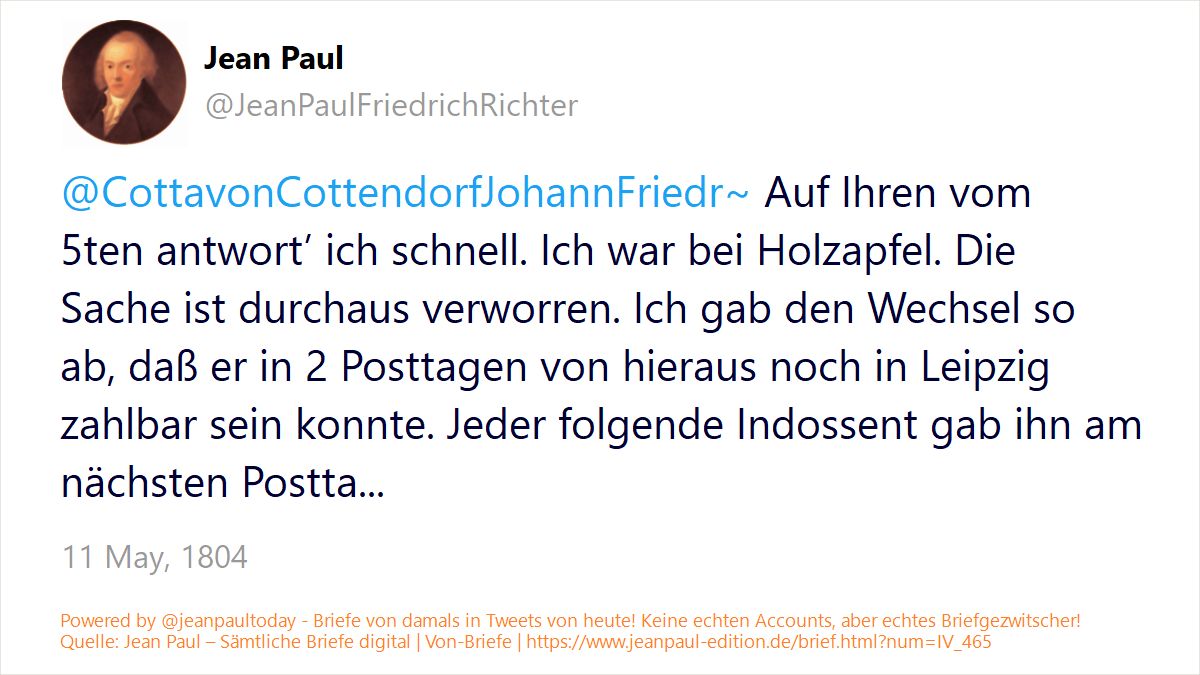 Jean Paul
@JeanPaulFriedrichRichter
@CottavonCottendorfJohannFriedr~ Auf Ihren vom
5ten antwort’ ich schnell. Ich war bei Holzapfel. Die
Sache ist durchaus verworren. Ich gab den Wechsel so
ab, daß er in 2 Posttagen von hieraus noch in Leipzig
zahlbar sein konnte. Jeder folgende Indossent gab ihn am
nächsten Postta...
11 May, 1804
Powered by @jeanpaultoday - Briefe von damals in Tweets von heute! Keine echten Accounts, aber echtes Briefgezwitscher!
Quelle: Jean Paul – Sämtliche Briefe digital | Von-Briefe | https://www.jeanpaul-edition.de/brief.html?num=IV_465